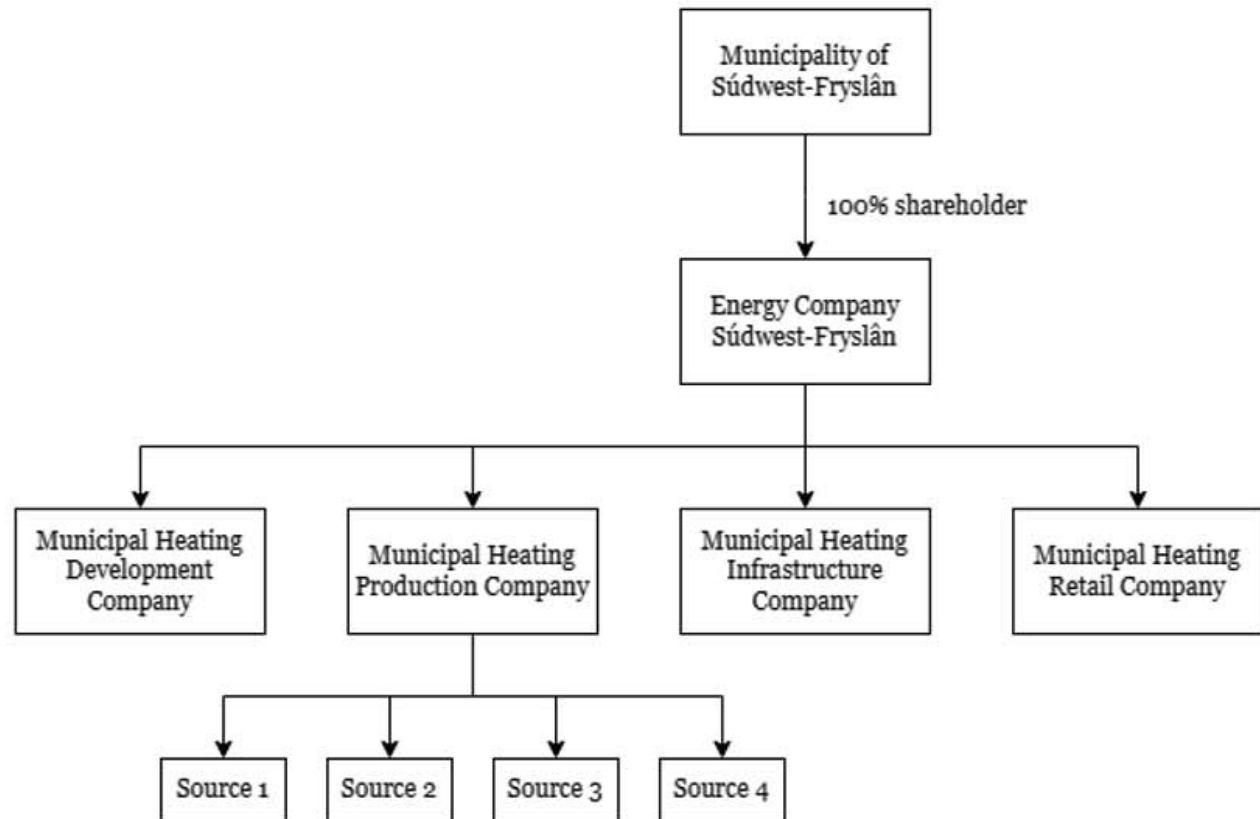 Municipality of
Súdwest-Fryslân
100% shareholder
Energy Company
Súdwest-Fryslân
Municipal Heating
Development
Company
Municipal Heating
Production Company
Municipal Heating
Infrastructure
Company
Municipal Heating
Retail Company
Source 1
Source 2
Source 3
Source 4